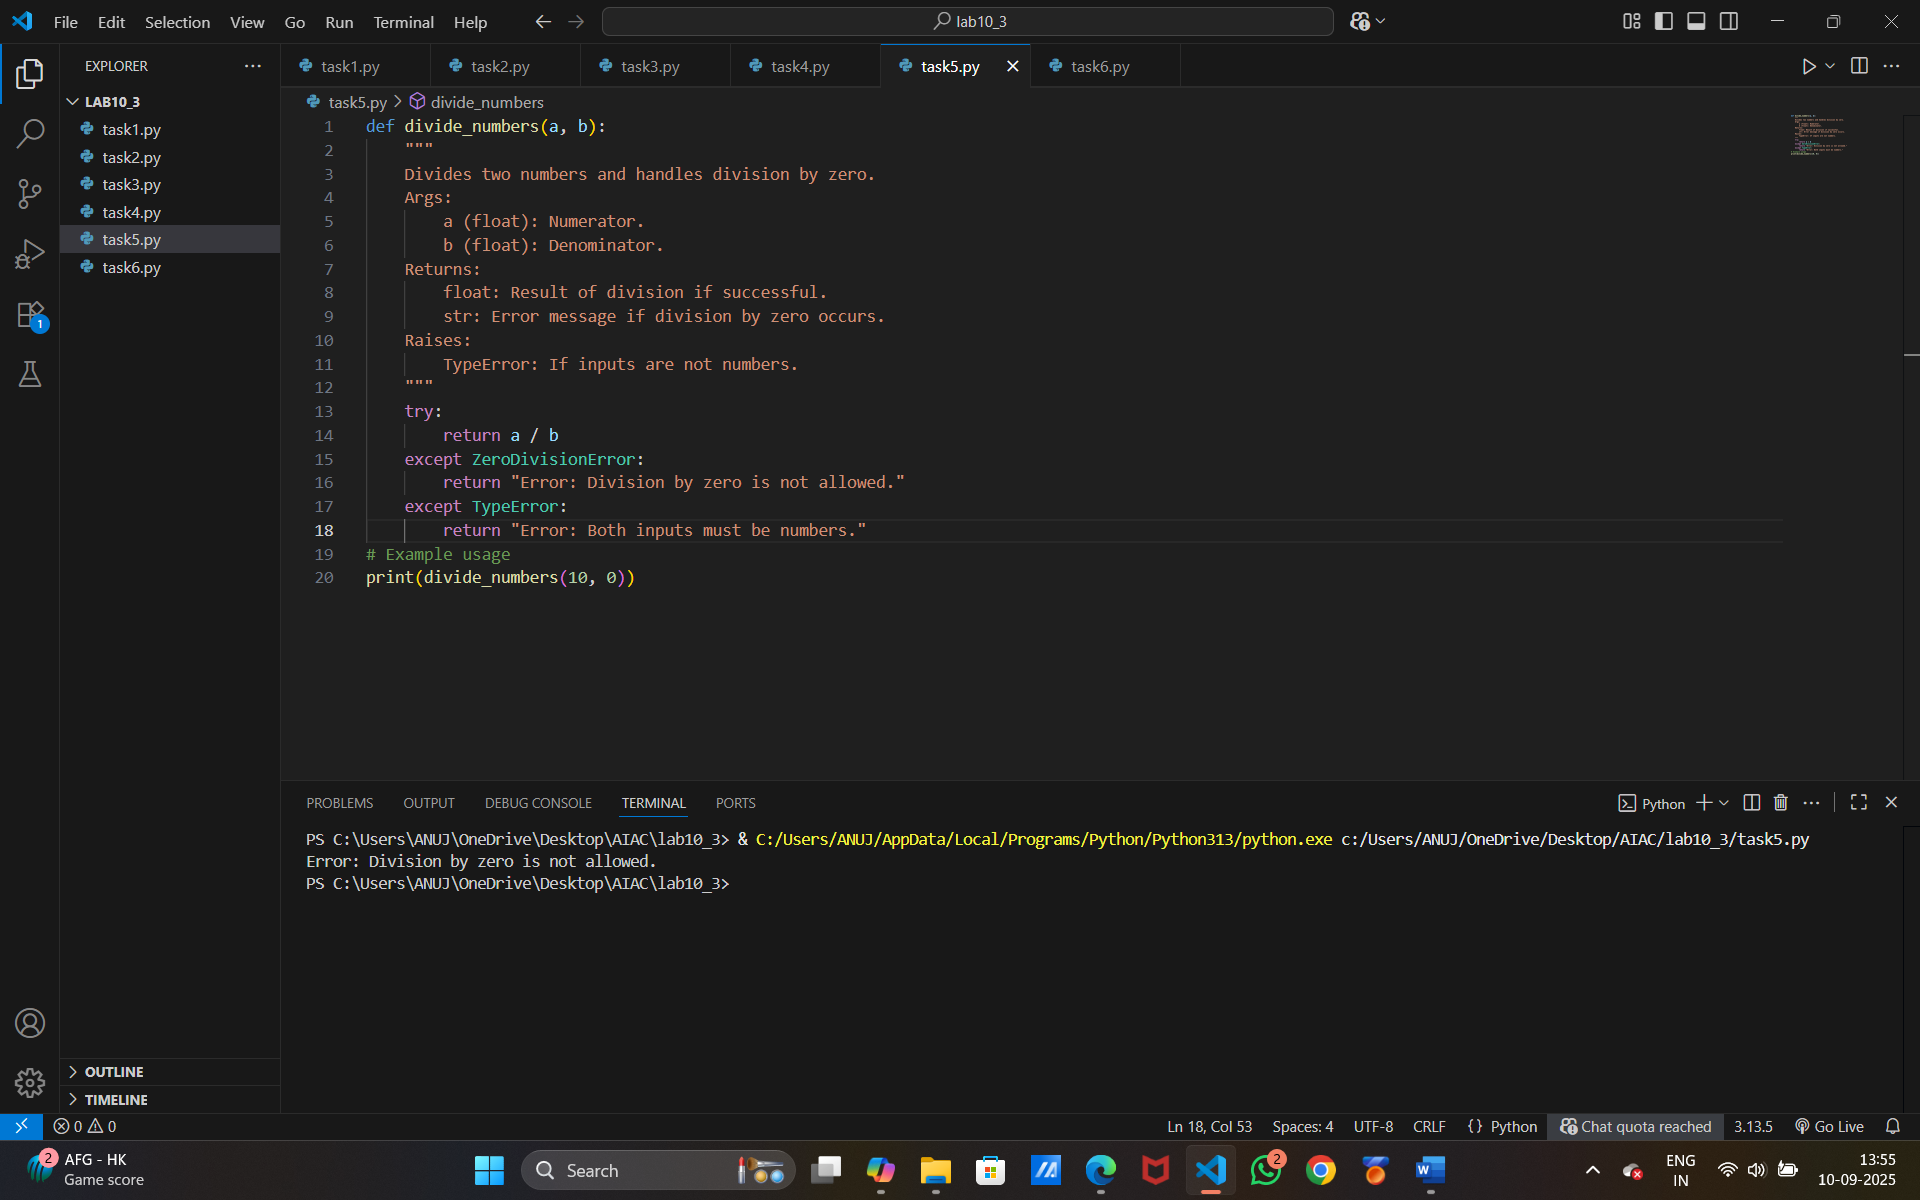 File Edit Selection View Go Run Terminal Help
lab10_3
EXPLORER
LAB10_3
task1.py
task2.py
task3.py
task4.py
task5.py
task6.py
OUTLINE
TIMELINE
1
task1.py task2.py task3.py task4.py task5.py task6.py
task5.py > divide_numbers
1 def divide_numbers(a, b):
2 """
3 Divides two numbers and handles division by zero.
4 Args:
5 a (float): Numerator.
6 b (float): Denominator.
7 Returns:
8 float: Result of division if successful.
9 str: Error message if division by zero occurs.
10 Raises:
11 TypeError: If inputs are not numbers.
12 """
13 try:
14 return a / b
15 except ZeroDivisionError:
16 return "Error: Division by zero is not allowed."
17 except TypeError:
18 return "Error: Both inputs must be numbers."
19 # Example usage
20 print(divide_numbers(10, 0))
PROBLEMS OUTPUT DEBUG CONSOLE TERMINAL PORTS
Python
PS C:\Users\ANUJ\OneDrive\Desktop\AIAC\lab10_3> & C:/Users/ANUJ/AppData/Local/Programs/Python/Python313/python.exe c:/Users/ANUJ/OneDrive/Desktop/AIAC/lab10_3/task5.py
Error: Division by zero is not allowed.
PS C:\Users\ANUJ\OneDrive\Desktop\AIAC\lab10_3>
0 0 Ln 18, Col 53 Spaces: 4 UTF-8 CRLF {} Python Chat quota reached 3.13.5 Go Live
2
AFG - HK
Game score
Search
2
ENG
IN
13:55
10-09-2025